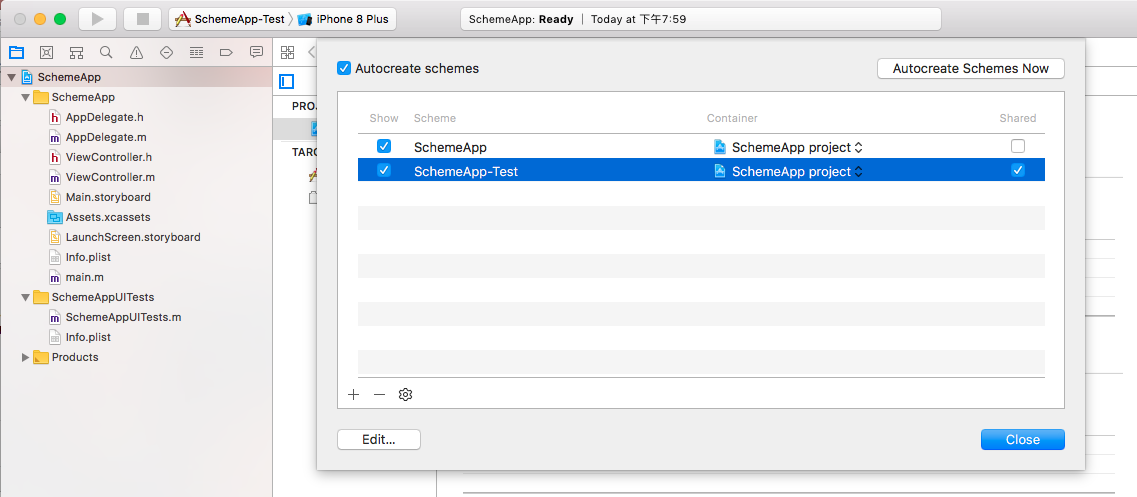 SchemeApp-Test 〉 iPhone 8 Plus
SchemeApp: Ready | Today at 下午7:59
SchemeApp
SchemeApp
h AppDelegate.h
m AppDelegate.m
h ViewController.h
m ViewController.m
Main.storyboard
Assets.xcassets
LaunchScreen.storyboard
Info.plist
m main.m
SchemeAppUITests
m SchemeAppUITests.m
Info.plist
Products
PROJ
TARG
Autocreate schemes
Autocreate Schemes Now
Show Scheme Container Shared
SchemeApp SchemeApp project
SchemeApp-Test SchemeApp project
Edit...
Close